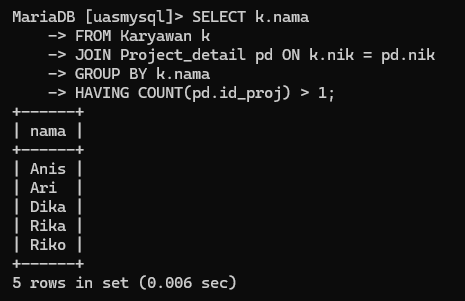 MariaDB [uasmysql]> SELECT k.nama
    -> FROM Karyawan k
    -> JOIN Project_detail pd ON k.nik = pd.nik
    -> GROUP BY k.nama
    -> HAVING COUNT(pd.id_proj) > 1;
+------+
| nama |
+------+
| Anis |
| Ari  |
| Dika |
| Rika |
| Riko |
+------+
5 rows in set (0.006 sec)